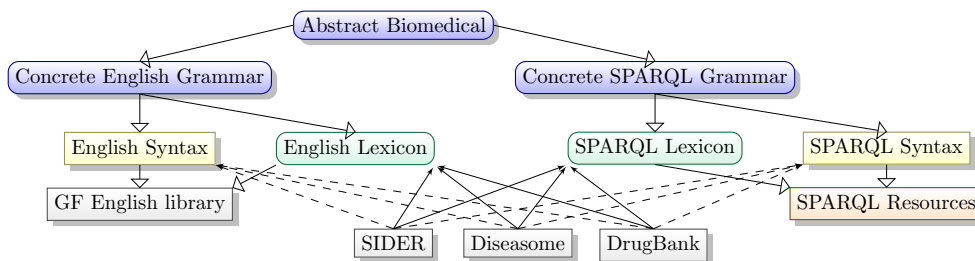 Abstract Biomedical
Concrete English Grammar
Concrete SPARQL Grammar
English Syntax
English Lexicon
SPARQL Lexicon
SPARQL Syntax
GF English library
SPARQL Resources
SIDER
Diseasome
DrugBank